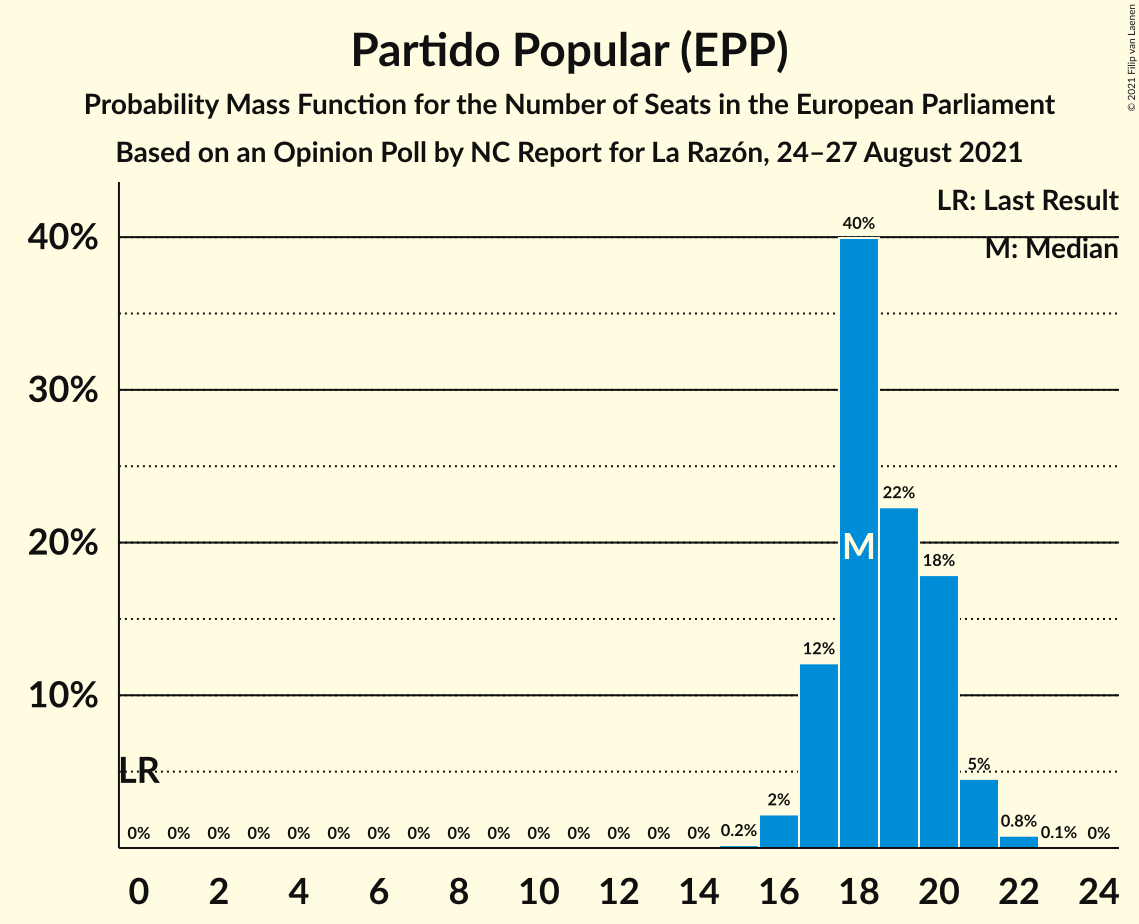 Partido Popular (EPP)
Probability Mass Function for the Number of Seats in the European Parliament
Based on an Opinion Poll by NC Report for La Razón, 24–27 August 2021
© 2021 Filip van Laenen
LR: Last Result
M: Median
40%
30%
20%
10%
40%
22%
18%
12%
5%
2%
0.8%
0.2%
0.1%
M
LR
0% 0% 0% 0% 0% 0% 0% 0% 0% 0% 0% 0% 0% 0% 0% 0%
0 2 4 6 8 10 12 14 16 18 20 22 24